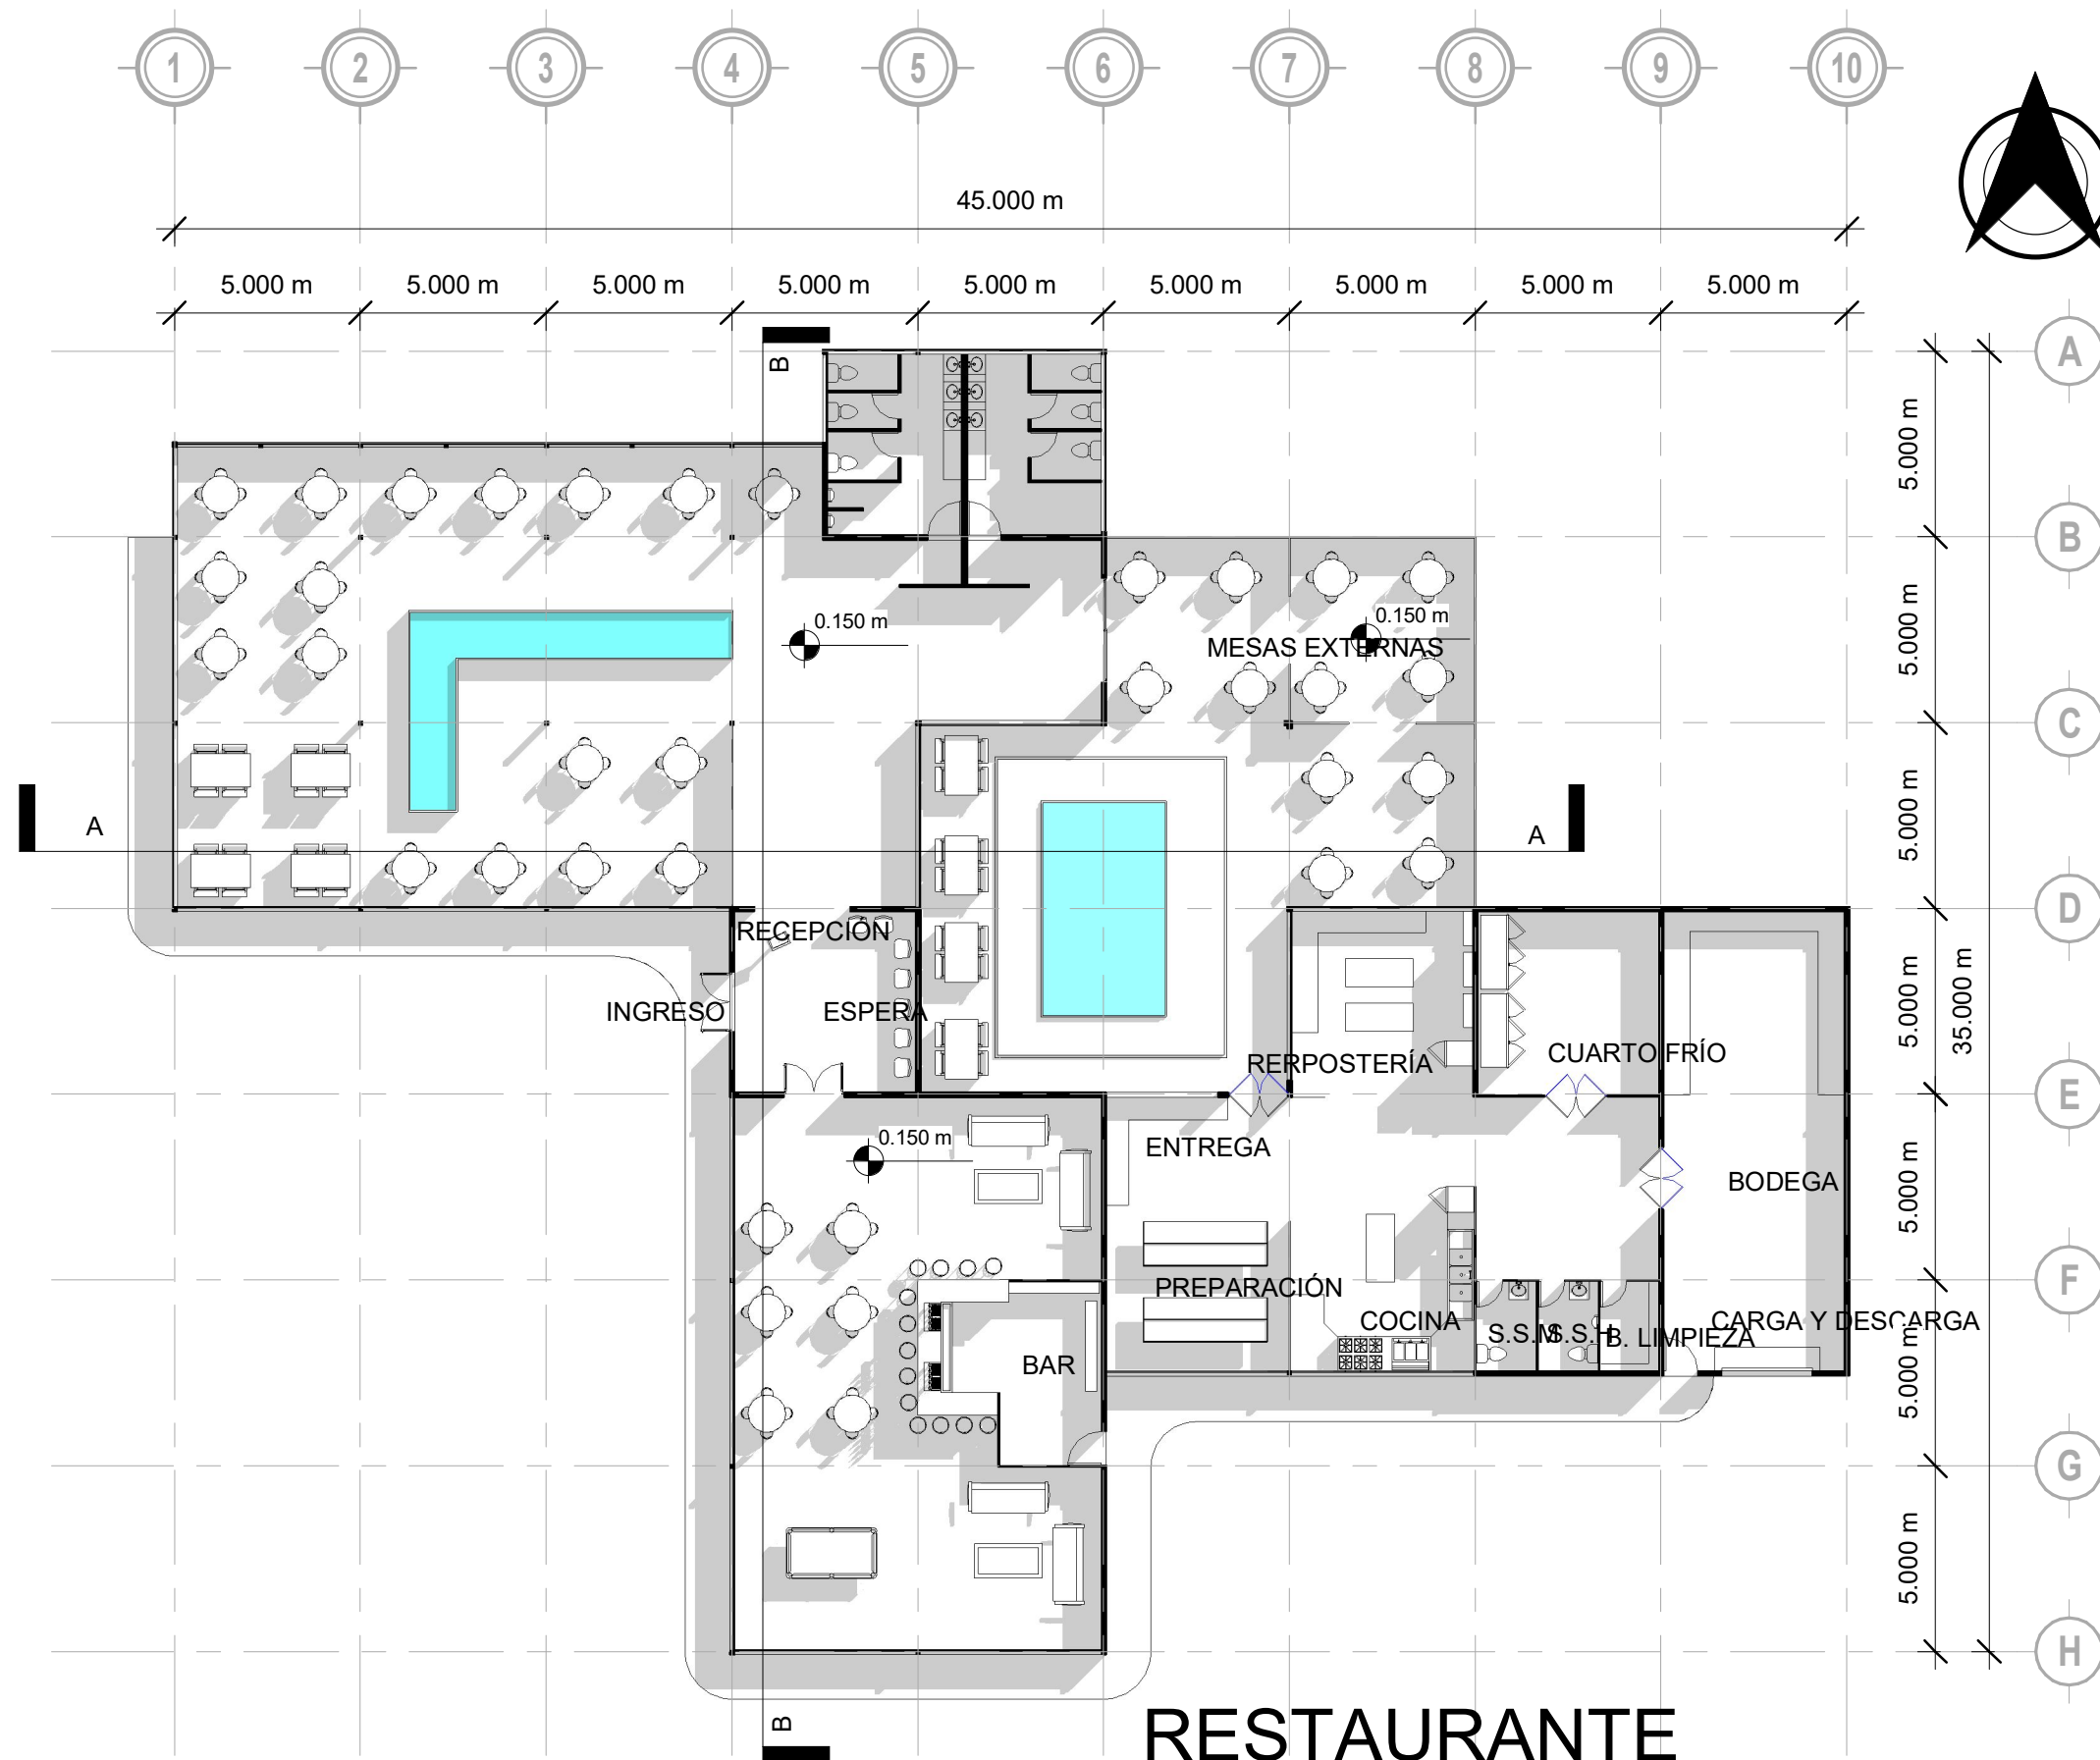 1 2 3 4 5 6 7 8 9 10
45.000 m
5.000 m 5.000 m 5.000 m 5.000 m 5.000 m 5.000 m 5.000 m 5.000 m 5.000 m
A
B
C
D
E
F
G
H
5.000 m
5.000 m
5.000 m
5.000 m
5.000 m
5.000 m
5.000 m
35.000 m
B
0.150 m
0.150 m
MESAS EXTERNAS
A
A
RECEPCIÓN
INGRESO
ESPERA
RERPOSTERÍA
CUARTO FRÍO
0.150 m
ENTREGA
BODEGA
PREPARACIÓN
COCINA
S.S.M
S.S.H
B. LIMPIEZA
CARGA Y DESCARGA
BAR
B
RESTAURANTE